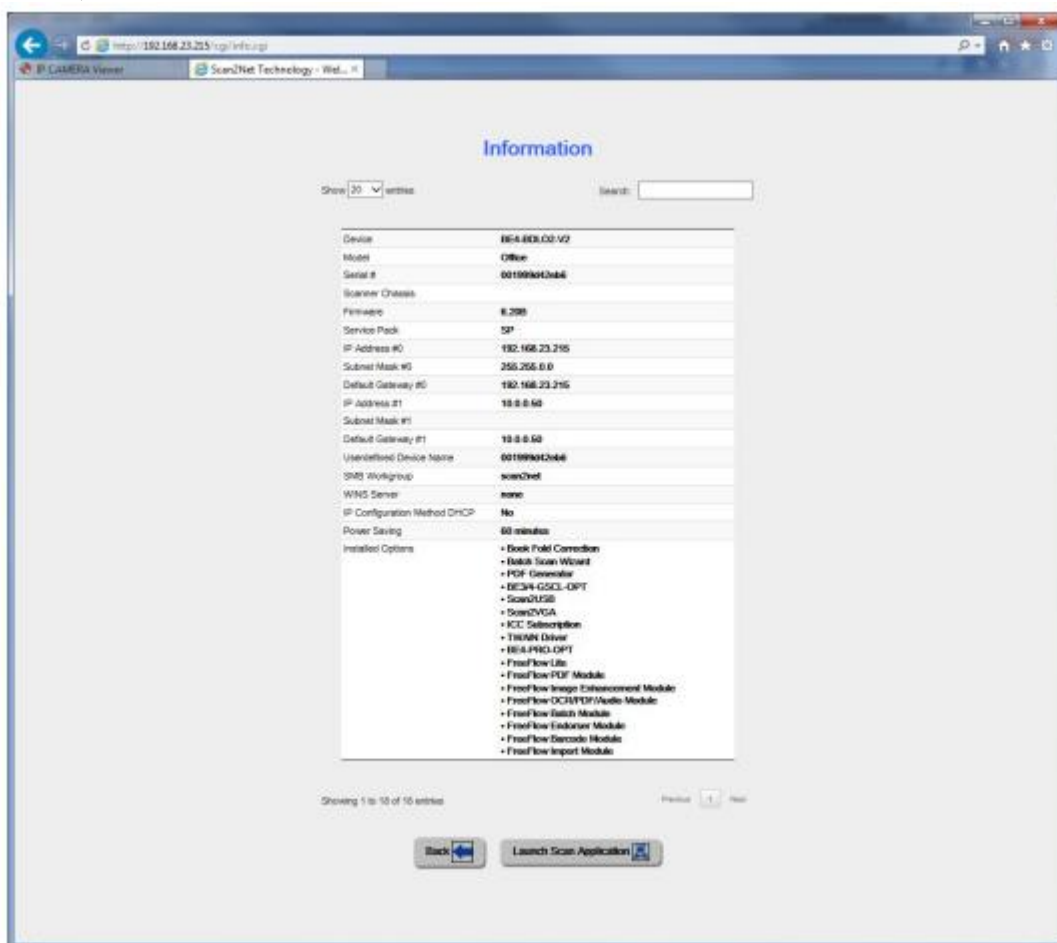 http://192.168.23.215/cgi/info.cgi
IP CAMERA Viewer
Scan2Net Technology - Wel...
Information
Show 20 entries
Search:
Device BE4-
Model Office
Serial #
Scanner Chassis
Firmware
Service Pack SP
IP Address #0 192.168.23.215
Subnet Mask #0 255.255.0.0
Default Gateway #0 192.168.23.215
IP Address #1 10.0.0.50
Subnet Mask #1
Default Gateway #1 10.0.0.50
Userdefined Device Name
SMB Workgroup scan2net
WINS Server none
IP Configuration Method DHCP No
Power Saving 60 minutes
Installed Options • Book Fold Correction
• Batch Scan Wizard
• PDF Generator
• BE3/4-GSCL-OPT
• Scan2USB
• Scan2VGA
• ICC Subscription
• TWAIN Driver
• BE4-PRO-OPT
• FreeFlow Lite
• FreeFlow PDF Module
• FreeFlow Image Enhancement Module
• FreeFlow OCR/PDF/Audio Module
• FreeFlow Batch Module
• FreeFlow Endorser Module
• FreeFlow Barcode Module
• FreeFlow Import Module
Showing 1 to 18 of 18 entries
Previous 1 Next
Back
Launch Scan Application